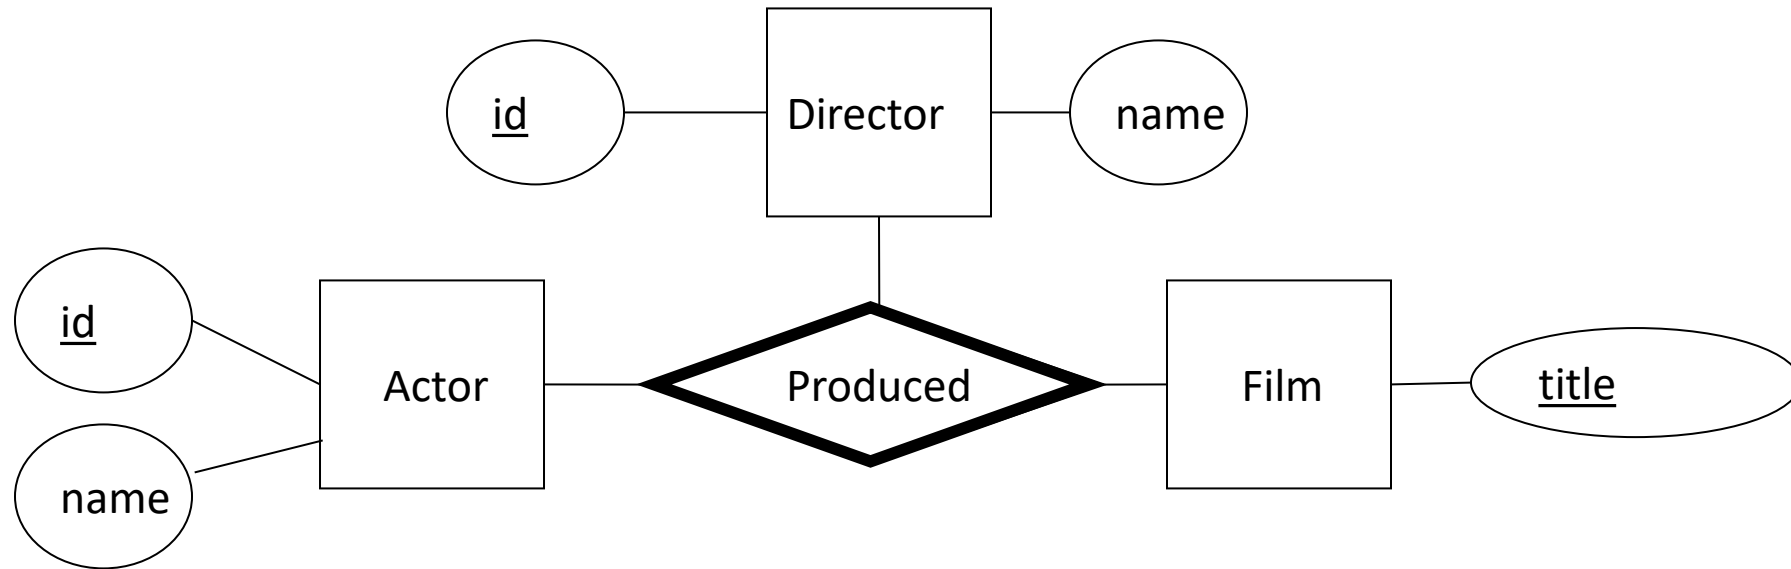 id
Director
name
id
Actor
Produced
Film
title
name